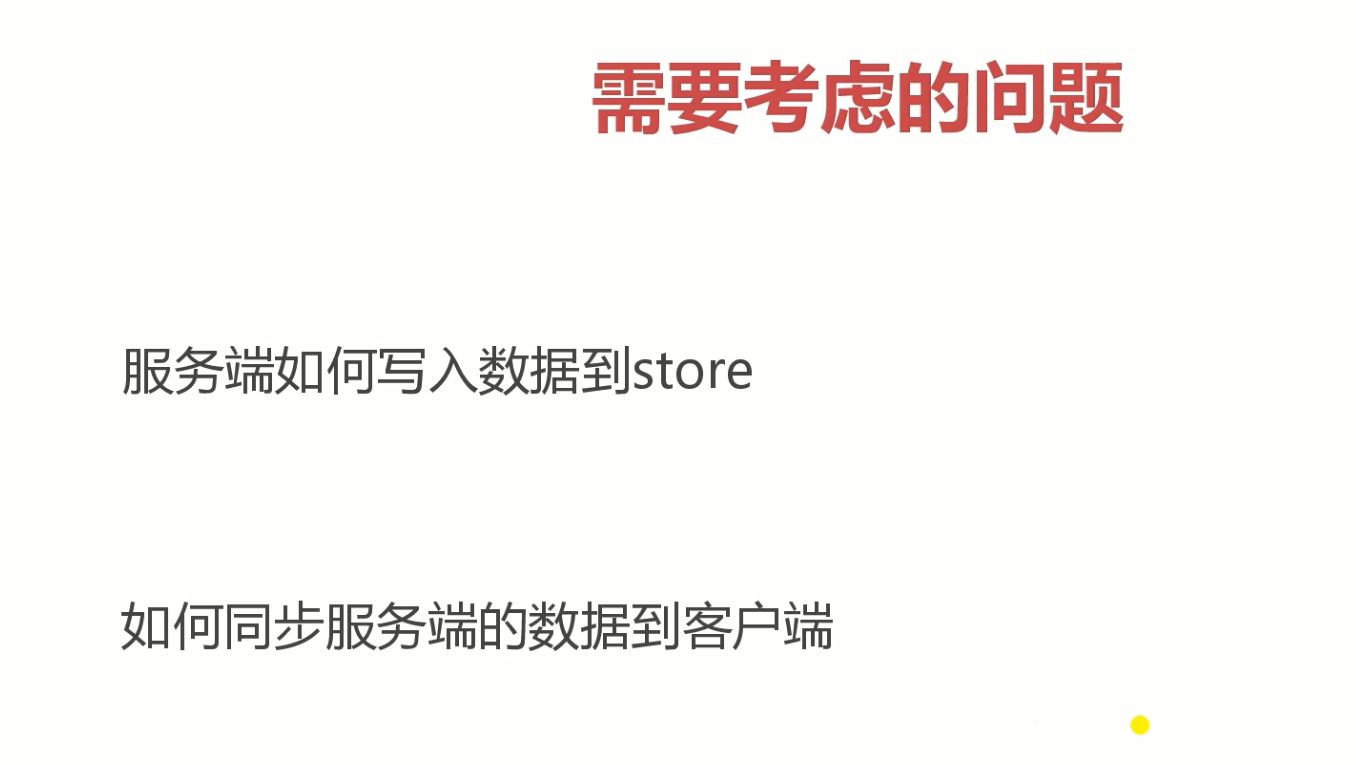 需要考虑的问题
服务端如何写入数据到store
如何同步服务端的数据到客户端